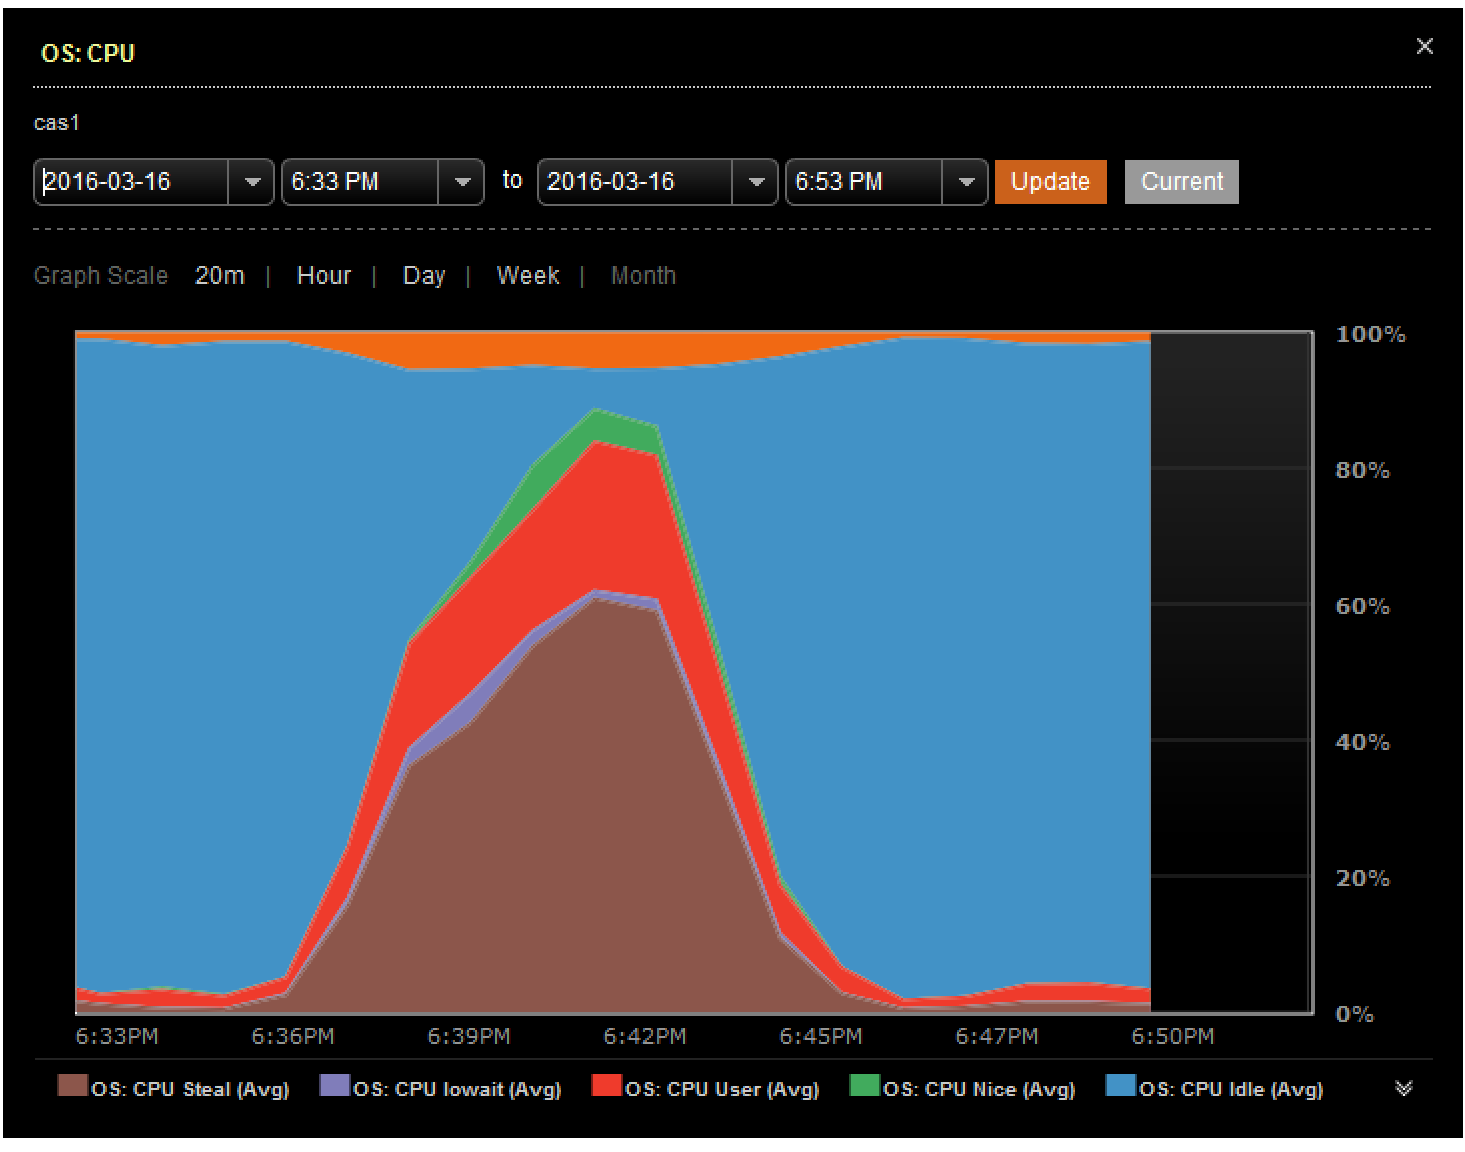 OS: CPU
cas1
2016-03-16 6:33 PM to 2016-03-16 6:53 PM Update Current
Graph Scale 20m | Hour | Day | Week | Month
100%
80%
60%
40%
20%
0%
6:33PM 6:36PM 6:39PM 6:42PM 6:45PM 6:47PM 6:50PM
OS: CPU Steal (Avg) OS: CPU Iowait (Avg) OS: CPU User (Avg) OS: CPU Nice (Avg) OS: CPU Idle (Avg)